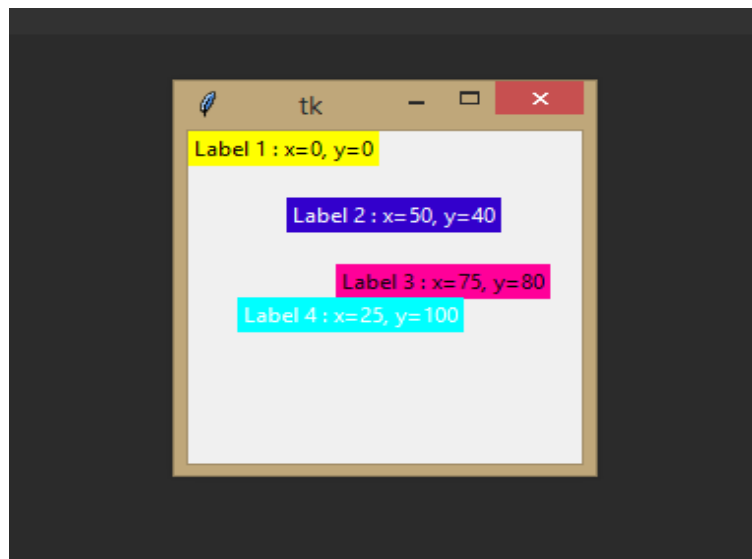 tk
Label 1 : x=0, y=0
Label 2 : x=50, y=40
Label 3 : x=75, y=80
Label 4 : x=25, y=100